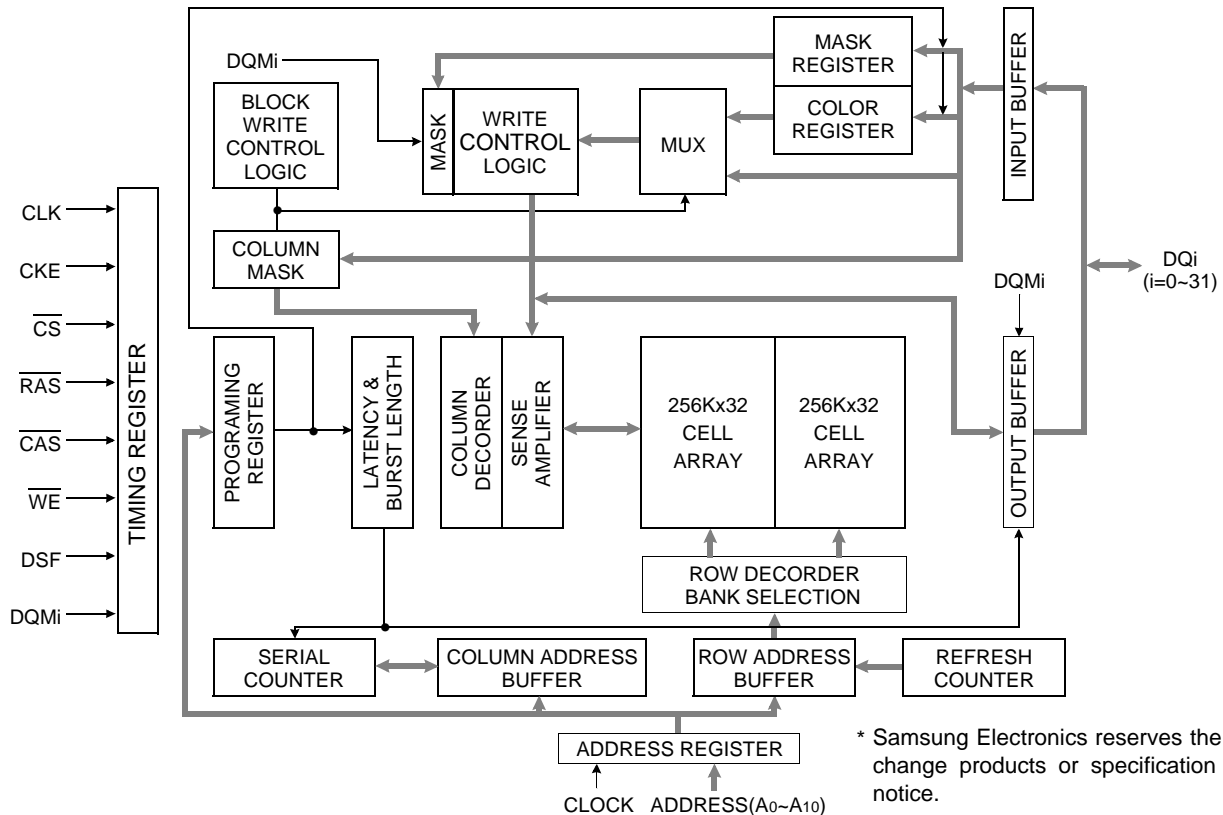 DQMi
BLOCK
WRITE
CONTROL
LOGIC
MASK
WRITE
CONTROL
LOGIC
MUX
MASK
REGISTER
COLOR
REGISTER
INPUT BUFFER
COLUMN
MASK
CLK
CKE
CS
RAS
CAS
WE
DSF
DQMi
TIMING REGISTER
PROGRAMING
REGISTER
LATENCY &
BURST LENGTH
COLUMN
DECORDER
SENSE
AMPLIFIER
256Kx32
CELL
ARRAY
256Kx32
CELL
ARRAY
DQMi
OUTPUT BUFFER
DQi
(i=0~31)
ROW DECORDER
BANK SELECTION
SERIAL
COUNTER
COLUMN ADDRESS
BUFFER
ROW ADDRESS
BUFFER
REFRESH
COUNTER
ADDRESS REGISTER
CLOCK
ADDRESS(A0~A10)
* Samsung Electronics reserves the
change products or specification
notice.